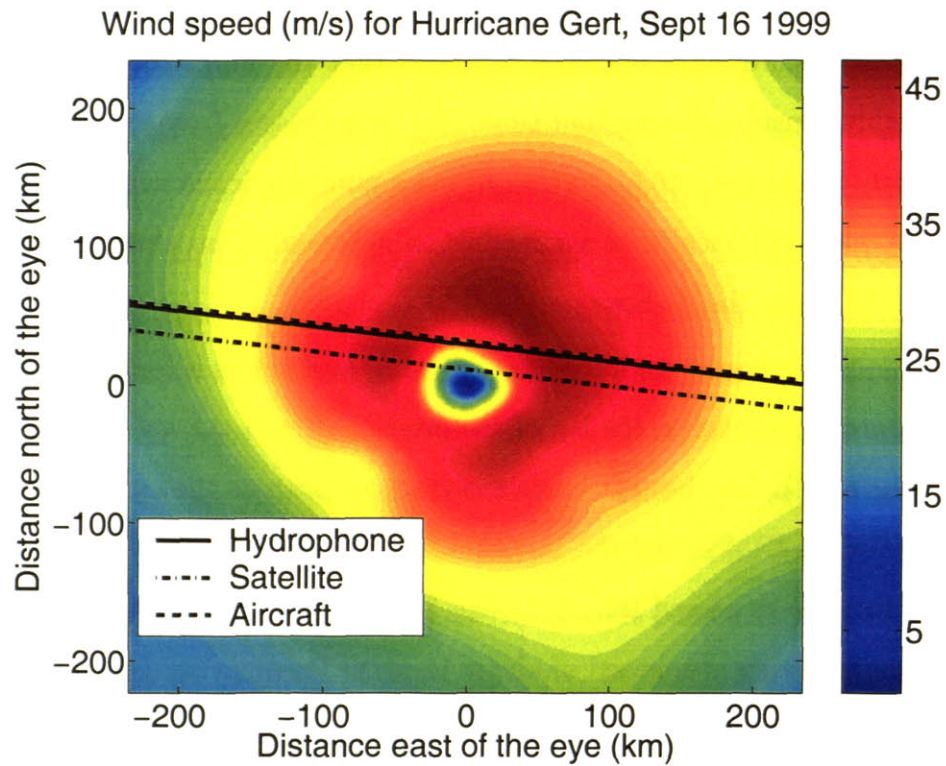 Wind speed (m/s) for Hurricane Gert, Sept 16 1999
Distance north of the eye (km)
200
100
0
−100
−200
Hydrophone
Satellite
Aircraft
−200 −100 0 100 200
Distance east of the eye (km)
45
35
25
15
5